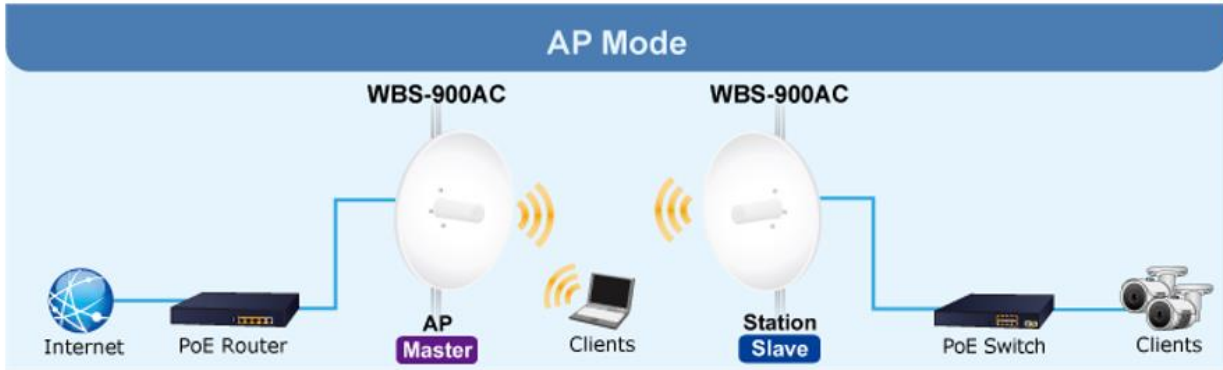 AP Mode
WBS-900AC
WBS-900AC
Internet
PoE Router
AP
Master
Clients
Station
Slave
PoE Switch
Clients